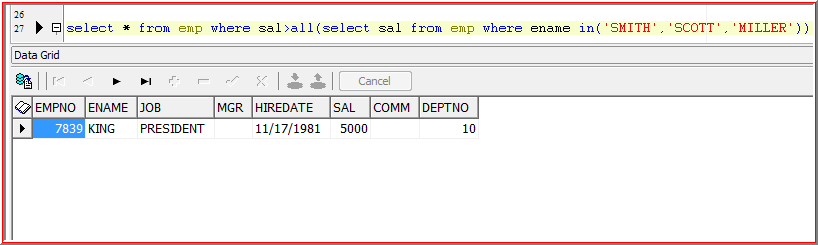 26
27 select * from emp where sal>all(select sal from emp where ename in('SMITH','SCOTT','MILLER'))
Data Grid
Cancel
EMPNO ENAME JOB MGR HIREDATE SAL COMM DEPTNO
7839 KING PRESIDENT 11/17/1981 5000 10